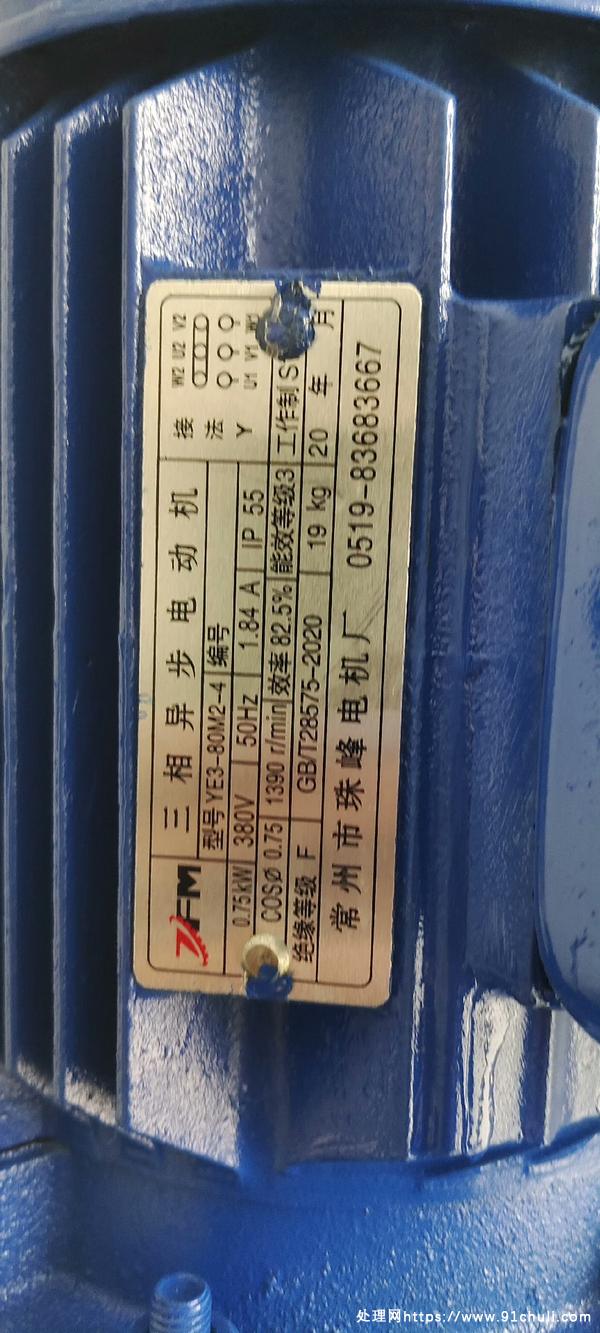 ZFM 三相异步电动机 接法 Y W2 U2 V2
型号 YE3-80M2-4 编号 U1 V1 W1
0.75kW 380V 50Hz 1.84 A IP 55
COSØ 0.75 1390 r/min 效率 82.5% 能效等级3 工作制 S1
绝缘等级 F GB/T28575-2020 19 kg 20 年 月
常州市珠峰电机厂 0519-83683667
处理网https://www.91chuli.com